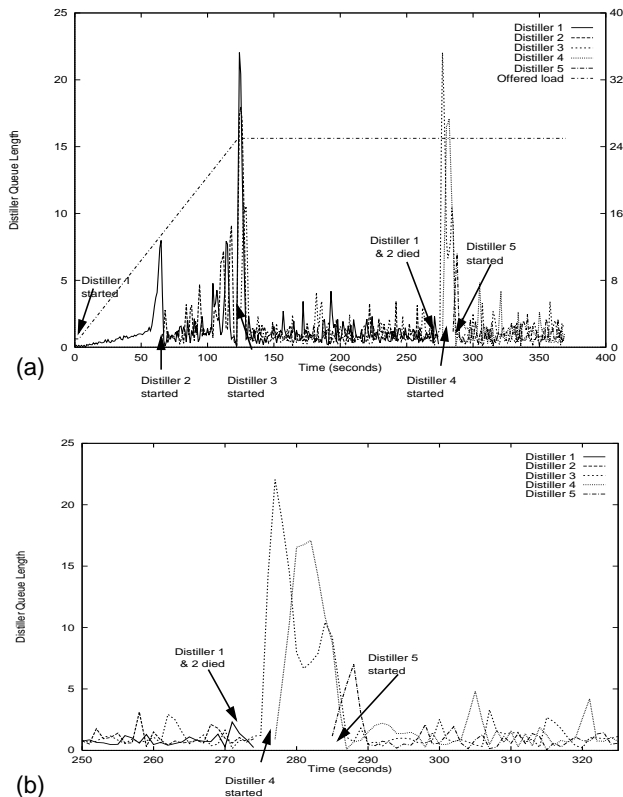 25
20
15
10
5
0
40
32
24
16
8
0
Distiller Queue Length
Distiller 1
Distiller 2
Distiller 3
Distiller 4
Distiller 5
Offered load
Distiller 1
started
Distiller 1
& 2 died
Distiller 5
started
0 50 100 150 200 250 300 350 400
Time (seconds)
Distiller 2
started
Distiller 3
started
Distiller 4
started
(a)
25
20
15
10
5
0
Distiller Queue Length
Distiller 1
Distiller 2
Distiller 3
Distiller 4
Distiller 5
Distiller 1
& 2 died
Distiller 5
started
250 260 270 280 290 300 310 320
Time (seconds)
Distiller 4
started
(b)